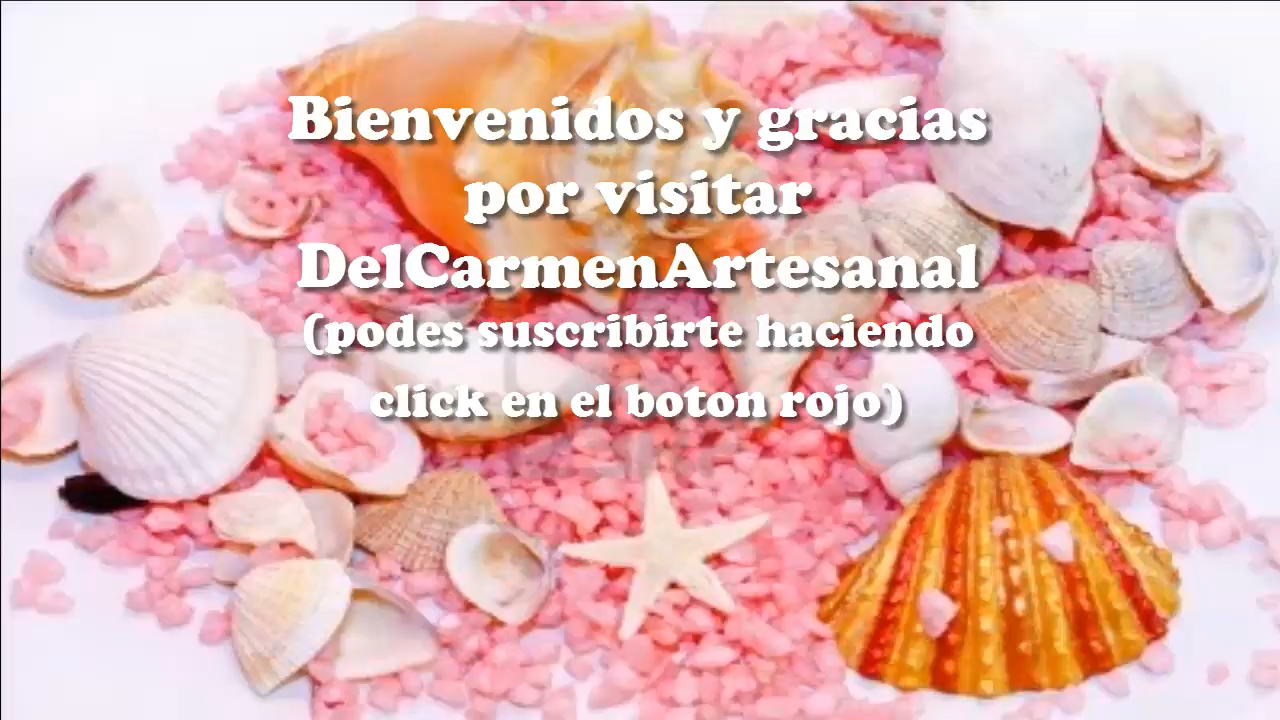 Bienvenidos y gracias
por visitar
DelCarmenArtesanal
(podes suscribirte haciendo
click en el boton rojo)